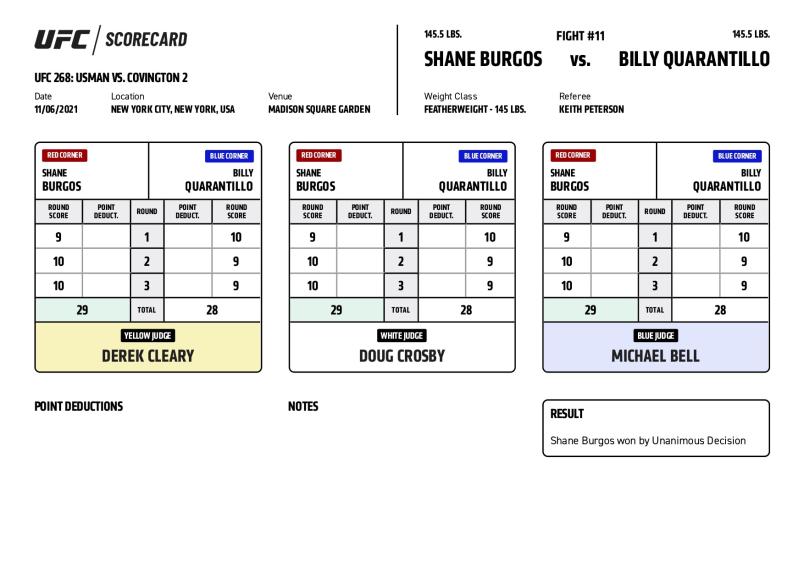 UFC / SCORECARD
UFC 268: USMAN VS. COVINGTON 2
Date Location Venue
11/06/2021 NEW YORK CITY, NEW YORK, USA MADISON SQUARE GARDEN
145.5 LBS. FIGHT #11 145.5 LBS.
SHANE BURGOS vs. BILLY QUARANTILLO
Weight Class Referee
FEATHERWEIGHT - 145 LBS. KEITH PETERSON
RED CORNER BLUE CORNER
SHANE BILLY
BURGOS QUARANTILLO
ROUND POINT ROUND POINT ROUND
SCORE DEDUCT. DEDUCT. SCORE
9 1 10
10 2 9
10 3 9
29 TOTAL 28
YELLOW JUDGE
DEREK CLEARY
RED CORNER BLUE CORNER
SHANE BILLY
BURGOS QUARANTILLO
ROUND POINT ROUND POINT ROUND
SCORE DEDUCT. DEDUCT. SCORE
9 1 10
10 2 9
10 3 9
29 TOTAL 28
WHITE JUDGE
DOUG CROSBY
RED CORNER BLUE CORNER
SHANE BILLY
BURGOS QUARANTILLO
ROUND POINT ROUND POINT ROUND
SCORE DEDUCT. DEDUCT. SCORE
9 1 10
10 2 9
10 3 9
29 TOTAL 28
BLUE JUDGE
MICHAEL BELL
POINT DEDUCTIONS
NOTES
RESULT
Shane Burgos won by Unanimous Decision